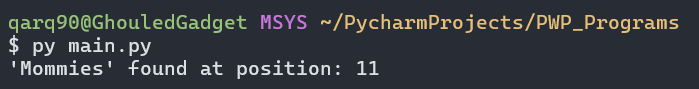 qarq90@GhouledGadget MSYS ~/PycharmProjects/PWP_Programs
$ py main.py
'Mommies' found at position: 11